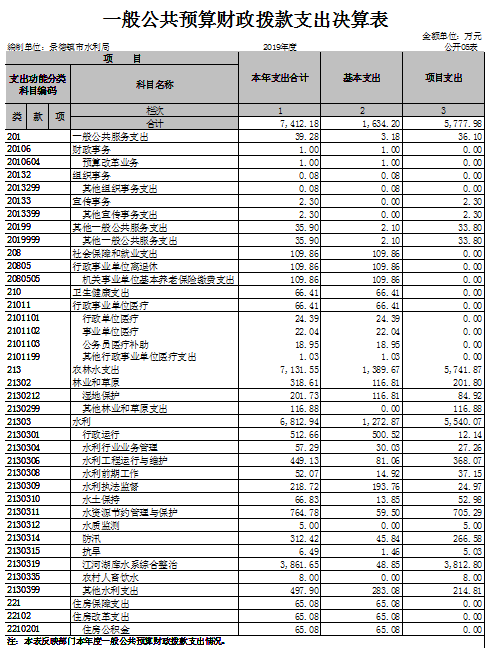 一般公共预算财政拨款支出决算表
金额单位：万元
编制单位：景德镇市水利局 2019年度 公开05表
项 目
支出功能分类科目编码 科目名称 本年支出合计 基本支出 项目支出
类 款 项 栏次 1 2 3
合计 7,412.18 1,634.20 5,777.98
201 一般公共服务支出 39.28 3.18 36.10
20106 财政事务 1.00 1.00 0.00
2010604 预算改革业务 1.00 1.00 0.00
20132 组织事务 0.08 0.08 0.00
2013299 其他组织事务支出 0.08 0.08 0.00
20133 宣传事务 2.30 0.00 2.30
2013399 其他宣传事务支出 2.30 0.00 2.30
20199 其他一般公共服务支出 35.90 2.10 33.80
2019999 其他一般公共服务支出 35.90 2.10 33.80
208 社会保障和就业支出 109.86 109.86 0.00
20805 行政事业单位离退休 109.86 109.86 0.00
2080505 机关事业单位基本养老保险缴费支出 109.86 109.86 0.00
210 卫生健康支出 66.41 66.41 0.00
21011 行政事业单位医疗 66.41 66.41 0.00
2101101 行政单位医疗 24.39 24.39 0.00
2101102 事业单位医疗 22.04 22.04 0.00
2101103 公务员医疗补助 18.95 18.95 0.00
2101199 其他行政事业单位医疗支出 1.03 1.03 0.00
213 农林水支出 7,131.55 1,389.67 5,741.87
21302 林业和草原 318.61 116.81 201.80
2130212 湿地保护 201.73 116.81 84.92
2130299 其他林业和草原支出 116.88 0.00 116.88
21303 水利 6,812.94 1,272.87 5,540.07
2130301 行政运行 512.66 500.52 12.14
2130304 水利行业业务管理 57.29 30.03 27.26
2130306 水利工程运行与维护 449.13 81.06 368.07
2130308 水利前期工作 52.07 14.92 37.15
2130309 水利执法监督 218.72 193.76 24.97
2130310 水土保持 66.83 13.85 52.98
2130311 水资源节约管理与保护 764.78 59.50 705.29
2130312 水质监测 5.00 0.00 5.00
2130314 防汛 312.42 45.84 266.58
2130315 抗旱 6.49 1.46 5.03
2130319 江河湖库水系综合整治 3,861.65 48.85 3,812.80
2130335 农村人畜饮水 8.00 0.00 8.00
2130399 其他水利支出 497.90 283.08 214.81
221 住房保障支出 65.08 65.08 0.00
22102 住房改革支出 65.08 65.08 0.00
2210201 住房公积金 65.08 65.08 0.00
注：本表反映部门本年度一般公共预算财政拨款支出情况。